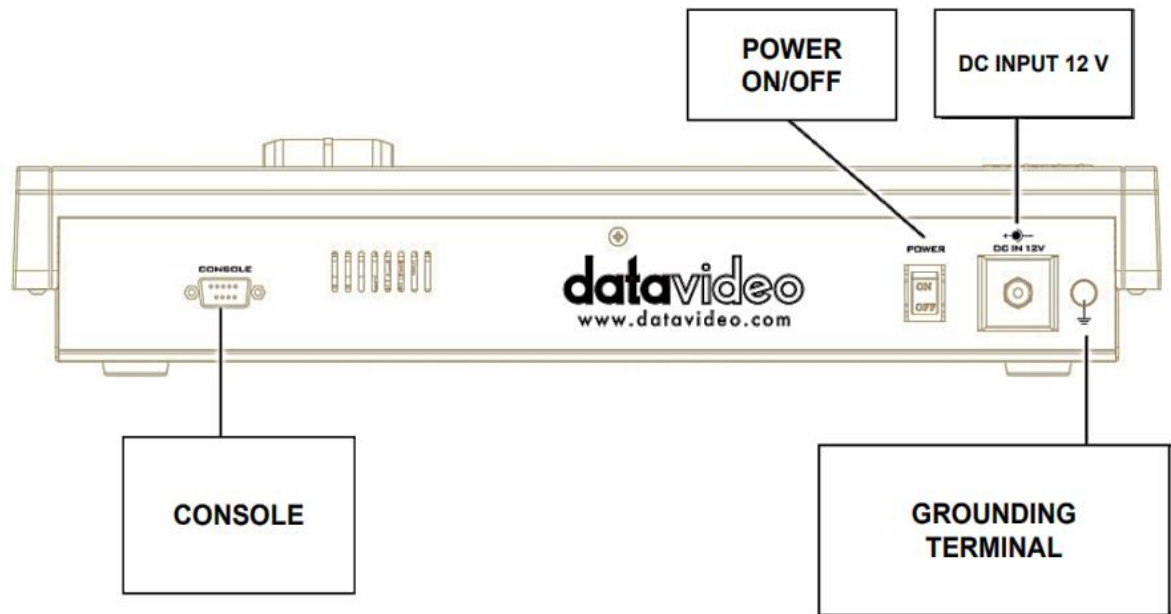 POWER
ON/OFF
DC INPUT 12 V
POWER
DC IN 12V
CONSOLE
ON
OFF
datavideo
www.datavideo.com
CONSOLE
GROUNDING
TERMINAL